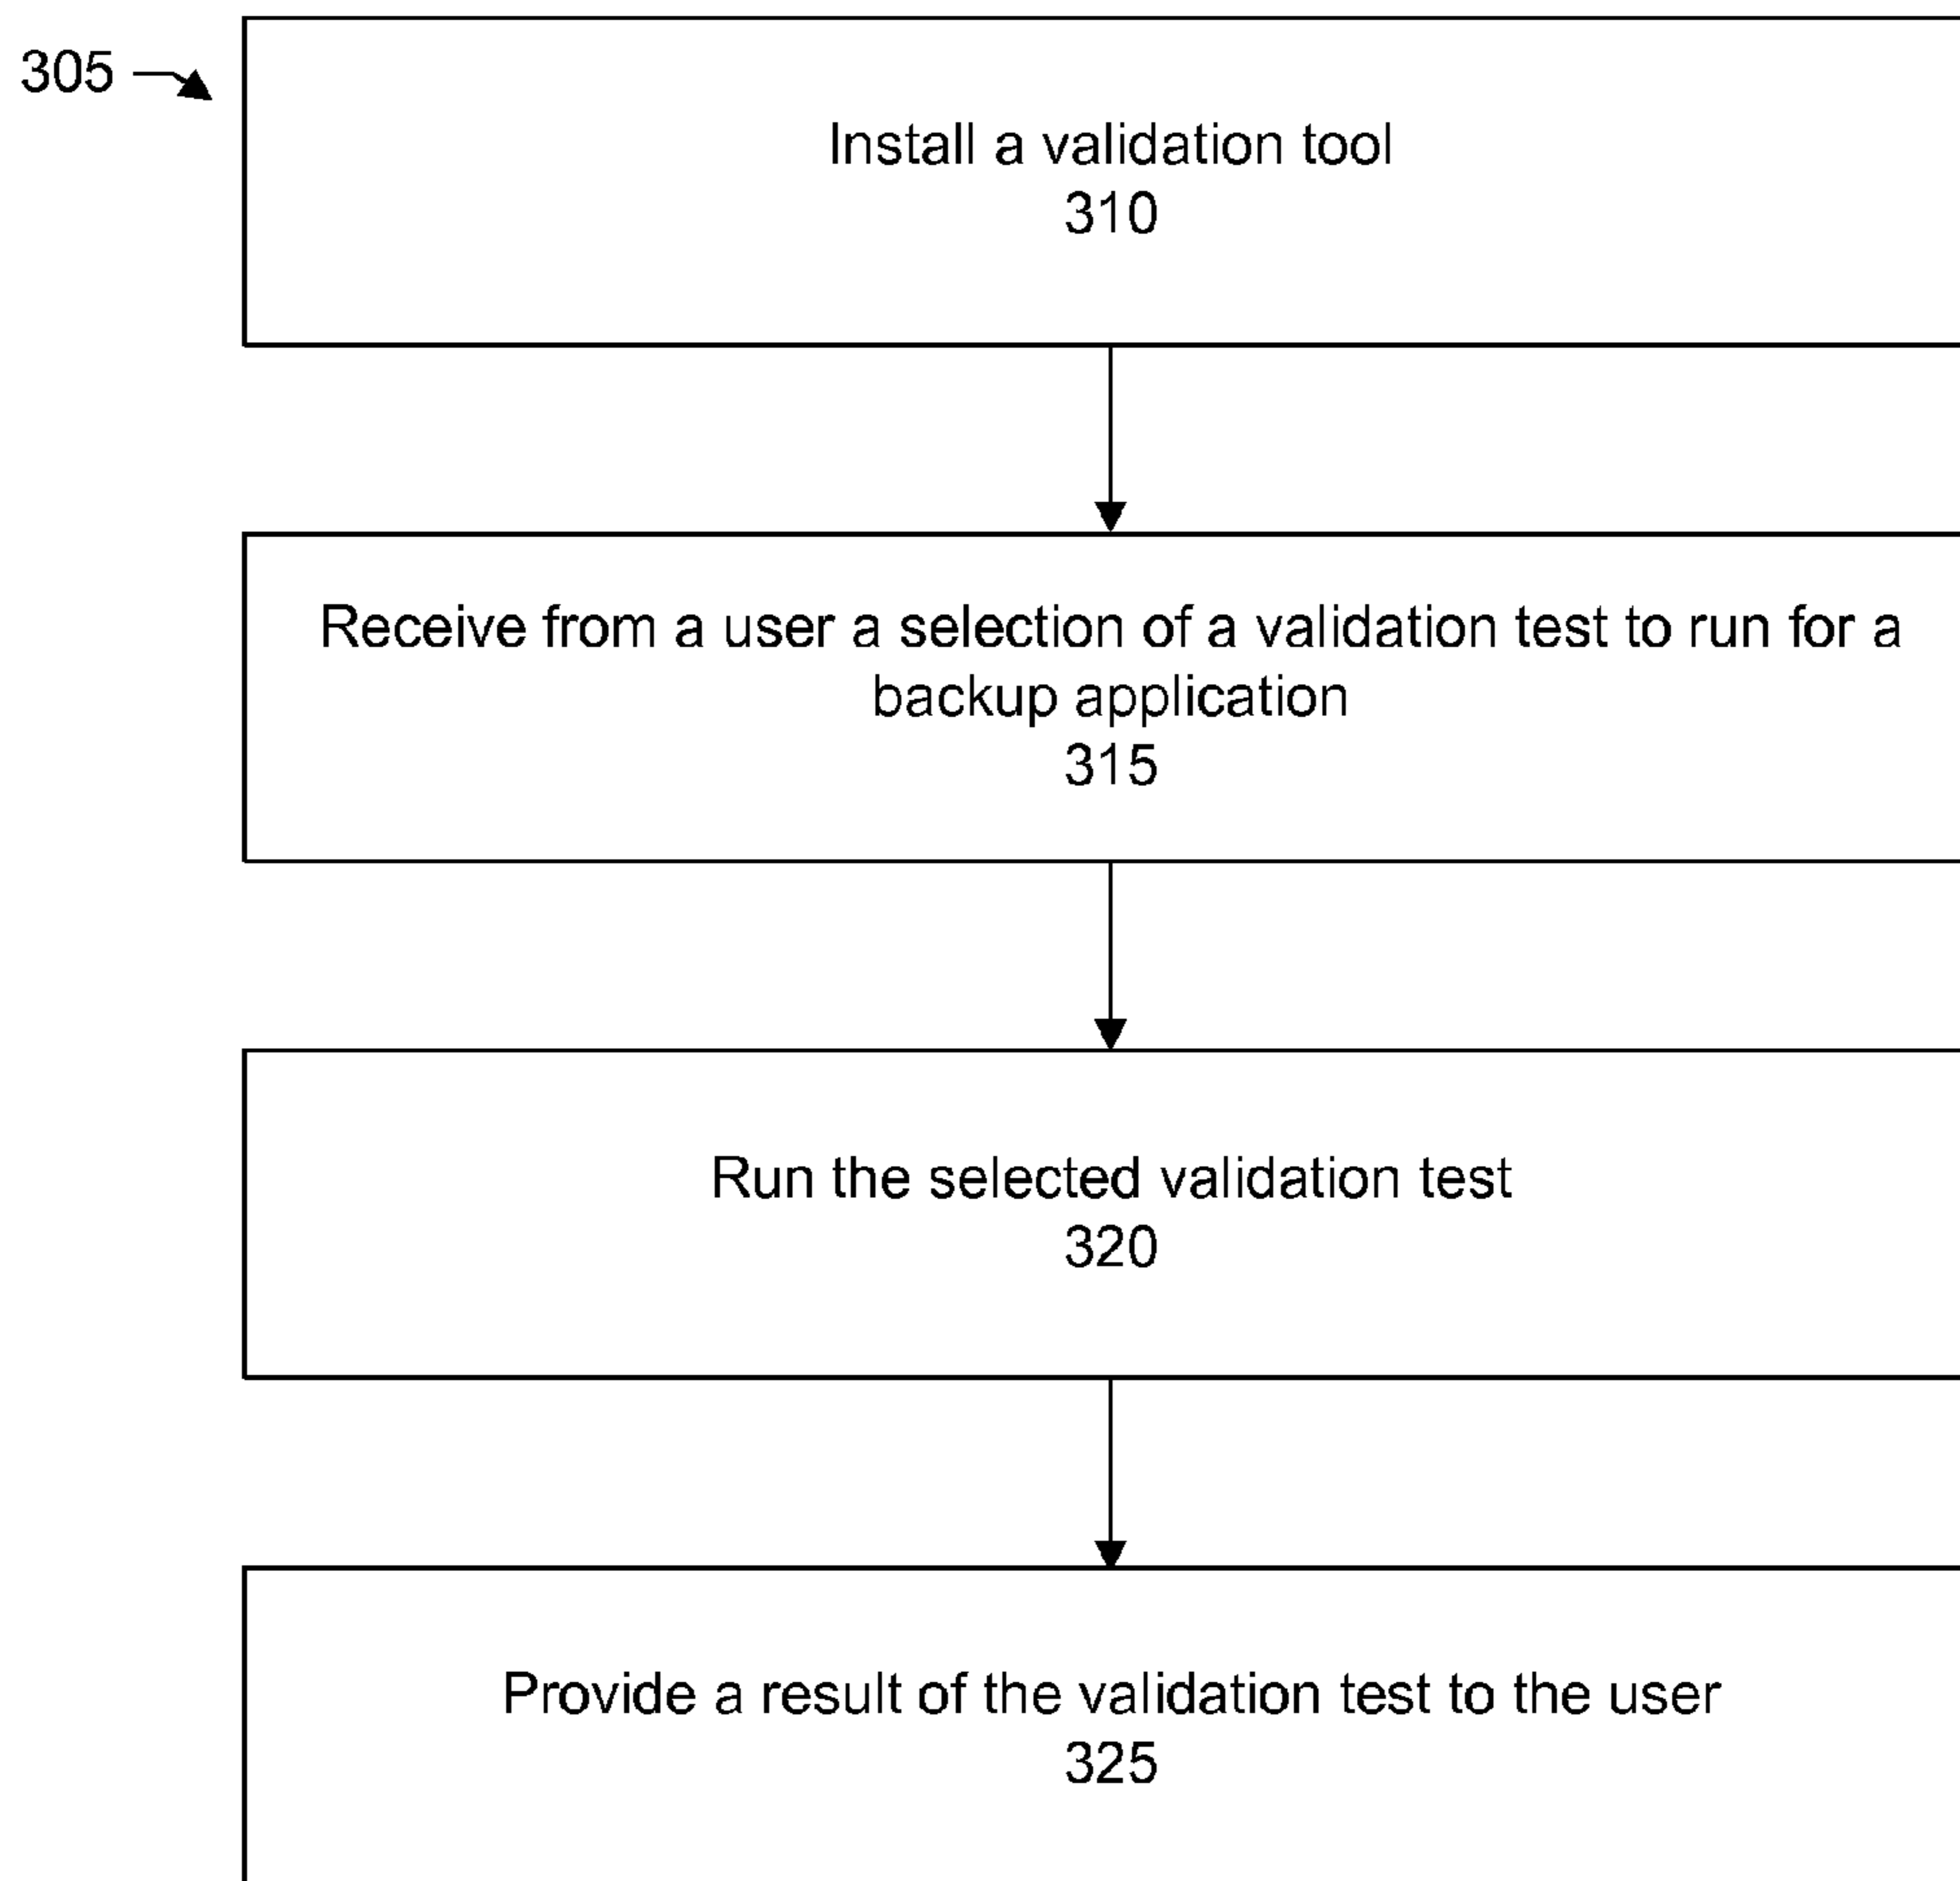 305
Install a validation tool
310
Receive from a user a selection of a validation test to run for a
backup application
315
Run the selected validation test
320
Provide a result of the validation test to the user
325